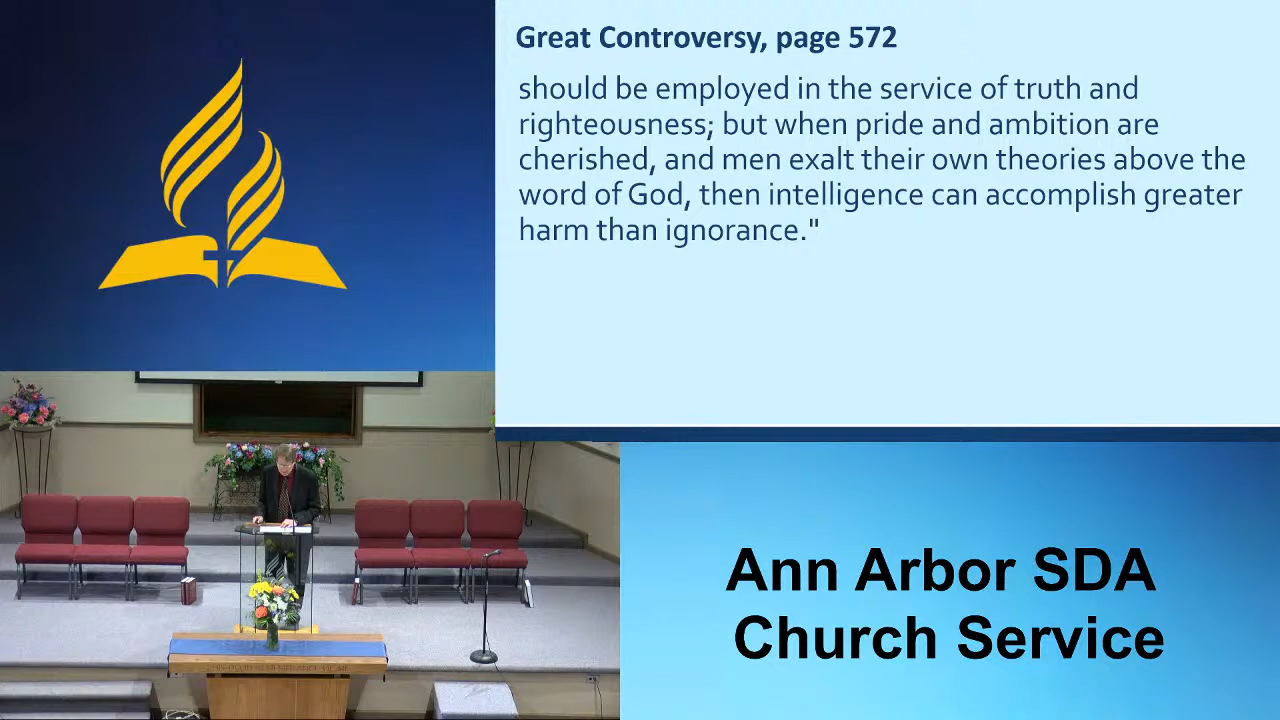 Great Controversy, page 572
should be employed in the service of truth and
righteousness; but when pride and ambition are
cherished, and men exalt their own theories above the
word of God, then intelligence can accomplish greater
harm than ignorance."
Ann Arbor SDA
Church Service